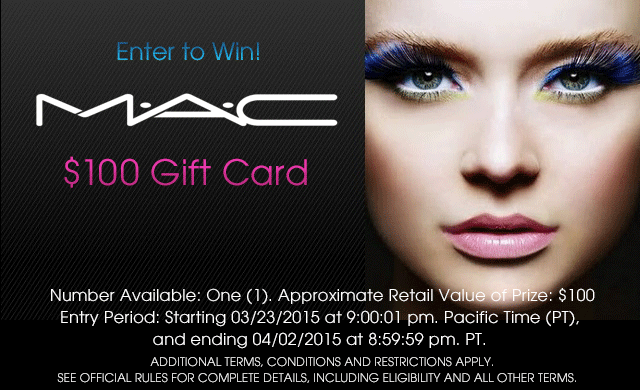 Enter to Win!
M·A·C
$100 Gift Card
Number Available: One (1). Approximate Retail Value of Prize: $100
Entry Period: Starting 03/23/2015 at 9:00:01 pm. Pacific Time (PT),
and ending 04/02/2015 at 8:59:59 pm. PT.
ADDITIONAL TERMS, CONDITIONS AND RESTRICTIONS APPLY.
SEE OFFICIAL RULES FOR COMPLETE DETAILS, INCLUDING ELIGIBILITY AND ALL OTHER TERMS.